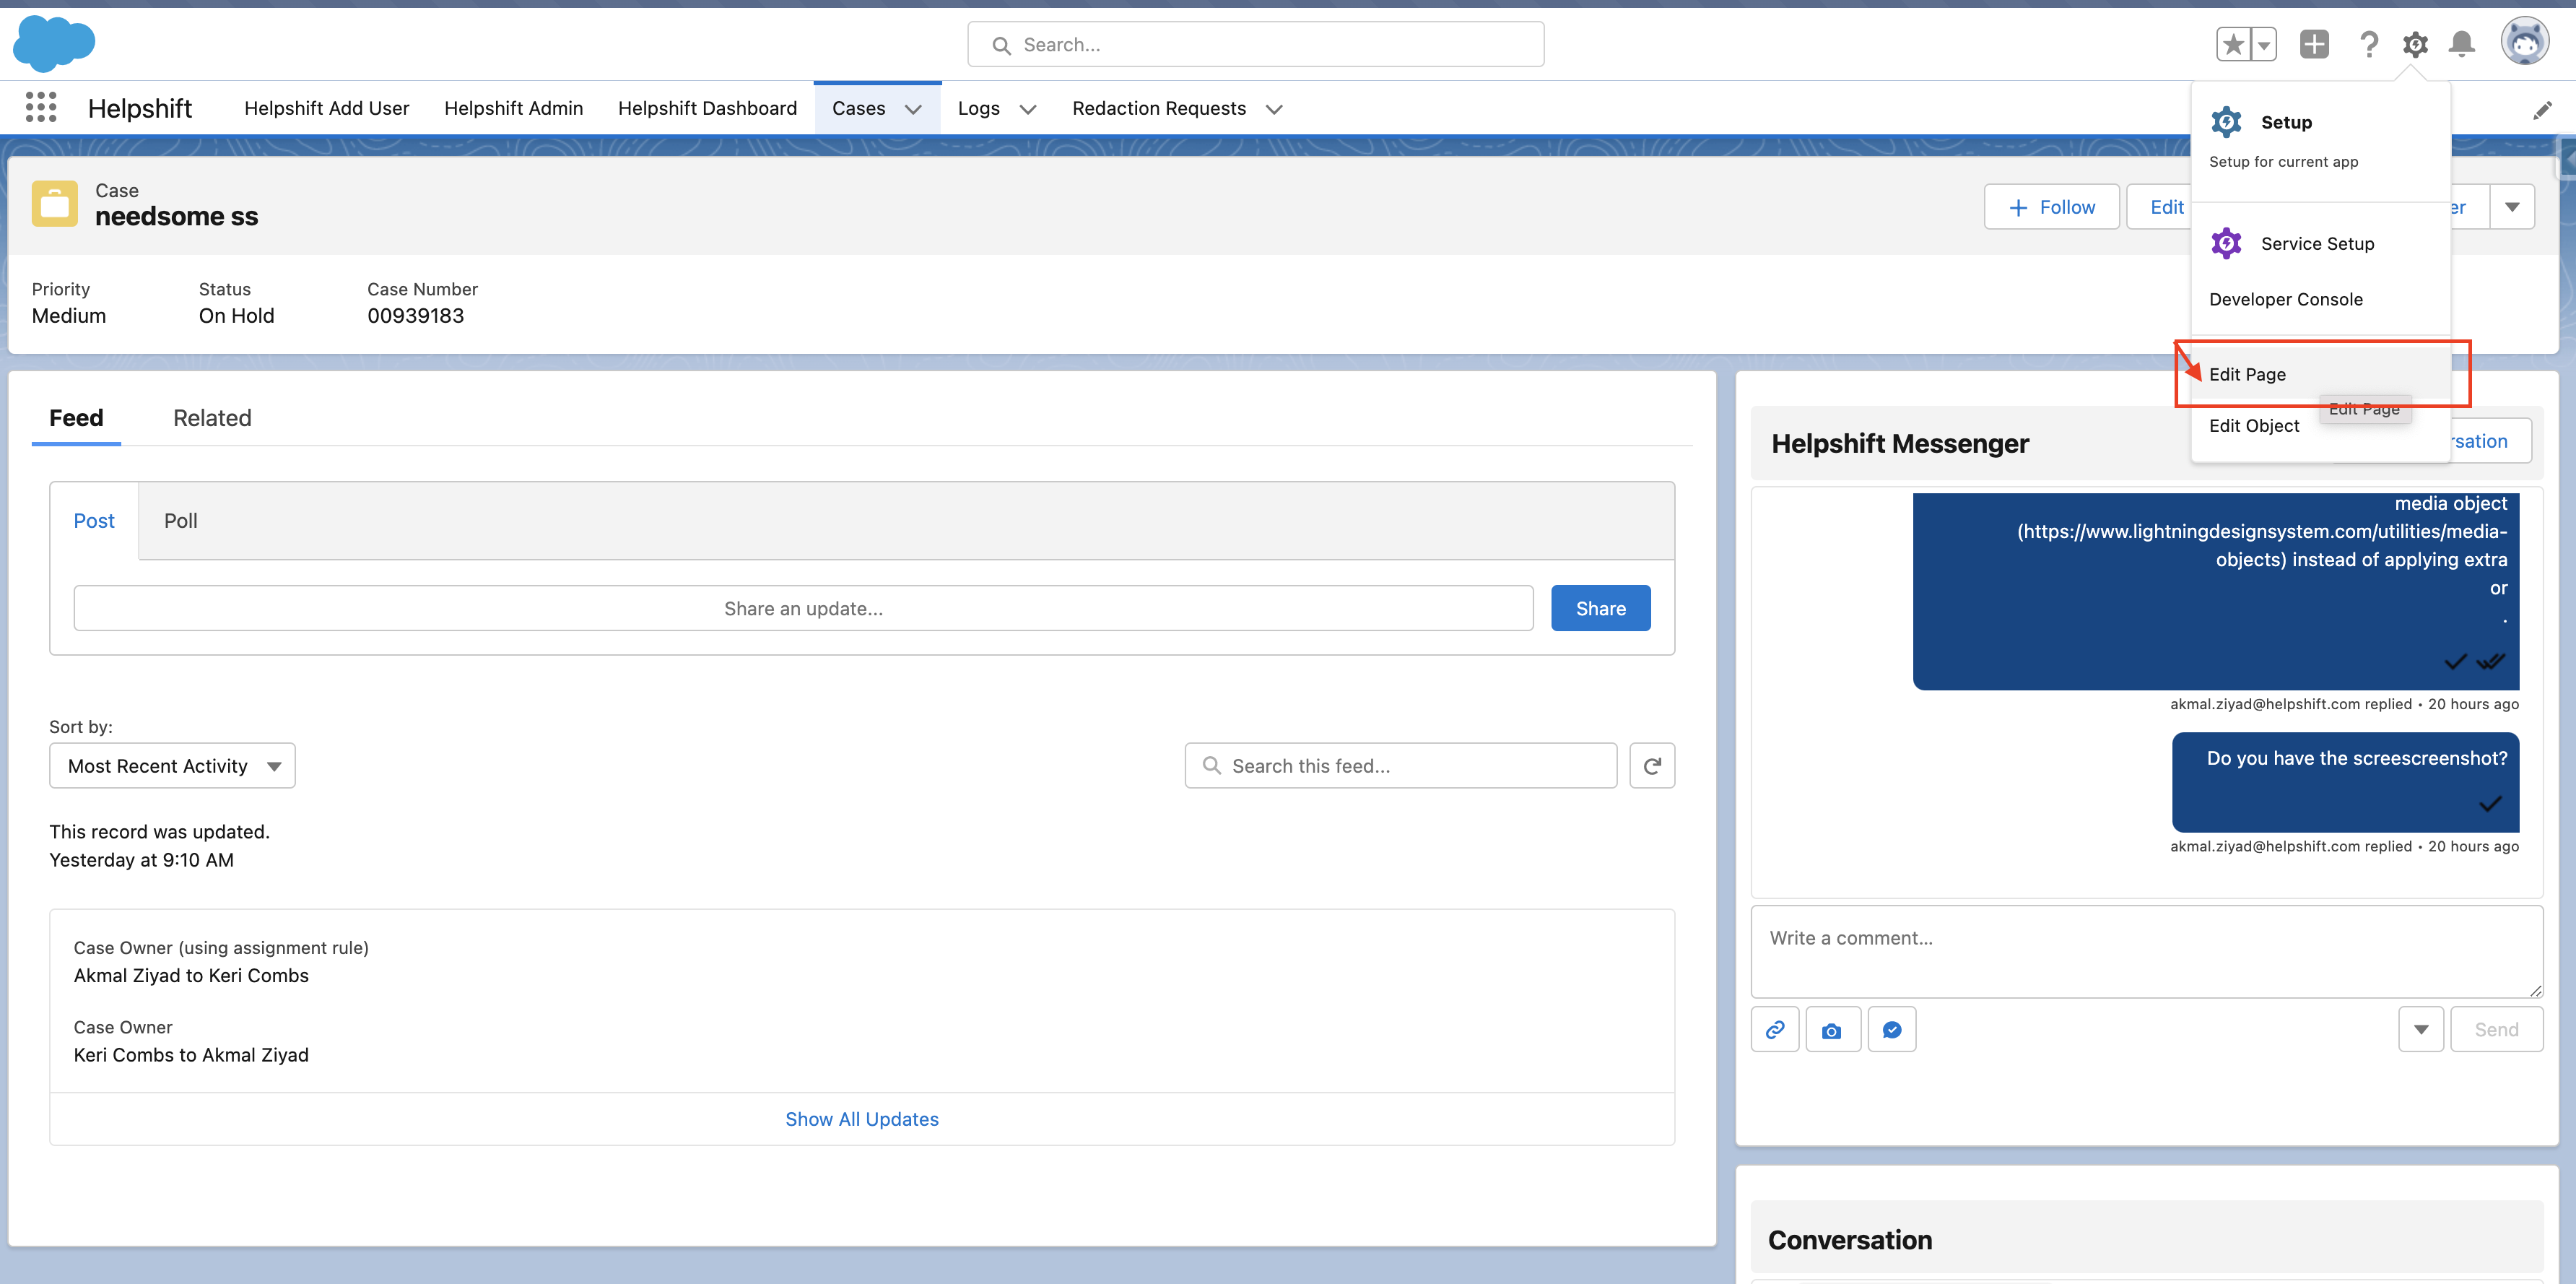 Search...
Helpshift
Helpshift Add User
Helpshift Admin
Helpshift Dashboard
Cases
Logs
Redaction Requests
Setup
Setup for current app
Service Setup
Developer Console
Edit Page
Edit Page
Edit Object
Case
needsome ss
Follow
Edit
er
Priority
Medium
Status
On Hold
Case Number
00939183
Feed
Related
Post
Poll
Share an update...
Share
Sort by:
Most Recent Activity
Search this feed...
This record was updated.
Yesterday at 9:10 AM
Case Owner (using assignment rule)
Akmal Ziyad to Keri Combs
Case Owner
Keri Combs to Akmal Ziyad
Show All Updates
Helpshift Messenger
rsation
media object
(https://www.lightningdesignsystem.com/utilities/media-
objects) instead of applying extra
or
.
akmal.ziyad@helpshift.com replied • 20 hours ago
Do you have the screescreenshot?
akmal.ziyad@helpshift.com replied • 20 hours ago
Write a comment...
Send
Conversation